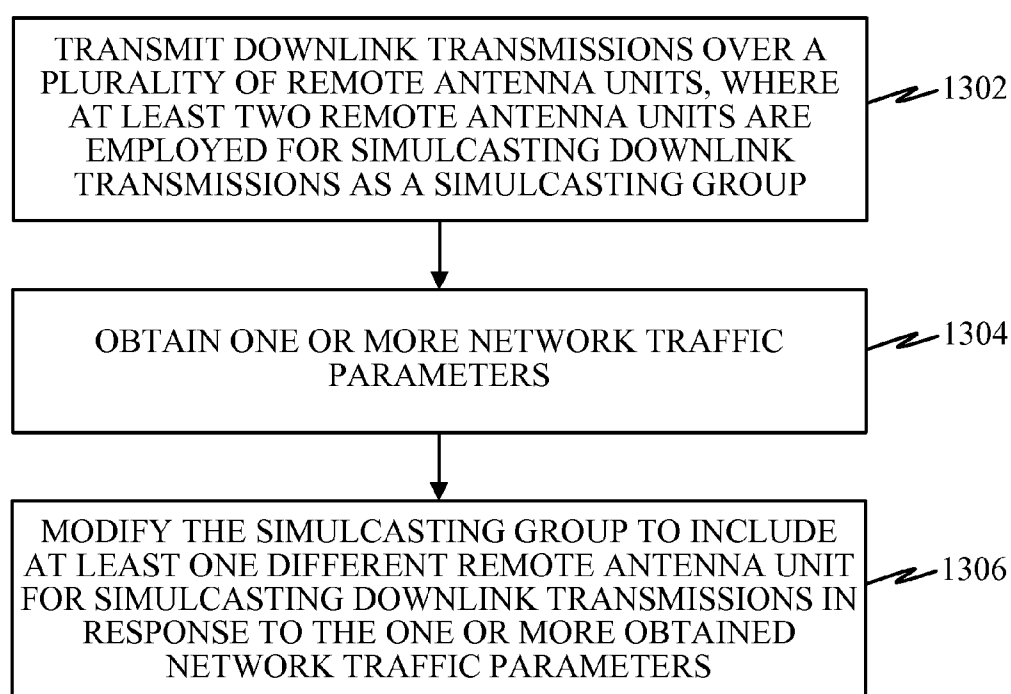 TRANSMIT DOWNLINK TRANSMISSIONS OVER A
PLURALITY OF REMOTE ANTENNA UNITS, WHERE
AT LEAST TWO REMOTE ANTENNA UNITS ARE
EMPLOYED FOR SIMULCASTING DOWNLINK
TRANSMISSIONS AS A SIMULCASTING GROUP
1302
OBTAIN ONE OR MORE NETWORK TRAFFIC
PARAMETERS
1304
MODIFY THE SIMULCASTING GROUP TO INCLUDE
AT LEAST ONE DIFFERENT REMOTE ANTENNA UNIT
FOR SIMULCASTING DOWNLINK TRANSMISSIONS IN
RESPONSE TO THE ONE OR MORE OBTAINED
NETWORK TRAFFIC PARAMETERS
1306